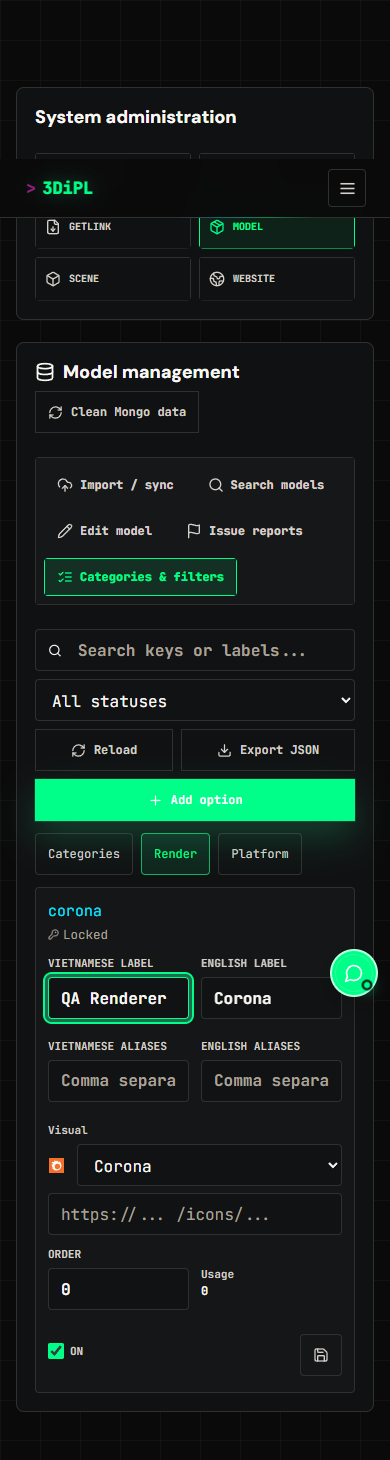 System administration
> 3DiPL
GETLINK
MODEL
SCENE
WEBSITE
Model management
Clean Mongo data
Import / sync
Search models
Edit model
Issue reports
Categories & filters
Search keys or labels...
All statuses
Reload
Export JSON
+ Add option
Categories
Render
Platform
corona
Locked
VIETNAMESE LABEL
ENGLISH LABEL
QA Renderer
Corona
VIETNAMESE ALIASES
ENGLISH ALIASES
Comma separa
Comma separa
Visual
Corona
https://... /icons/...
ORDER
Usage
0
0
ON